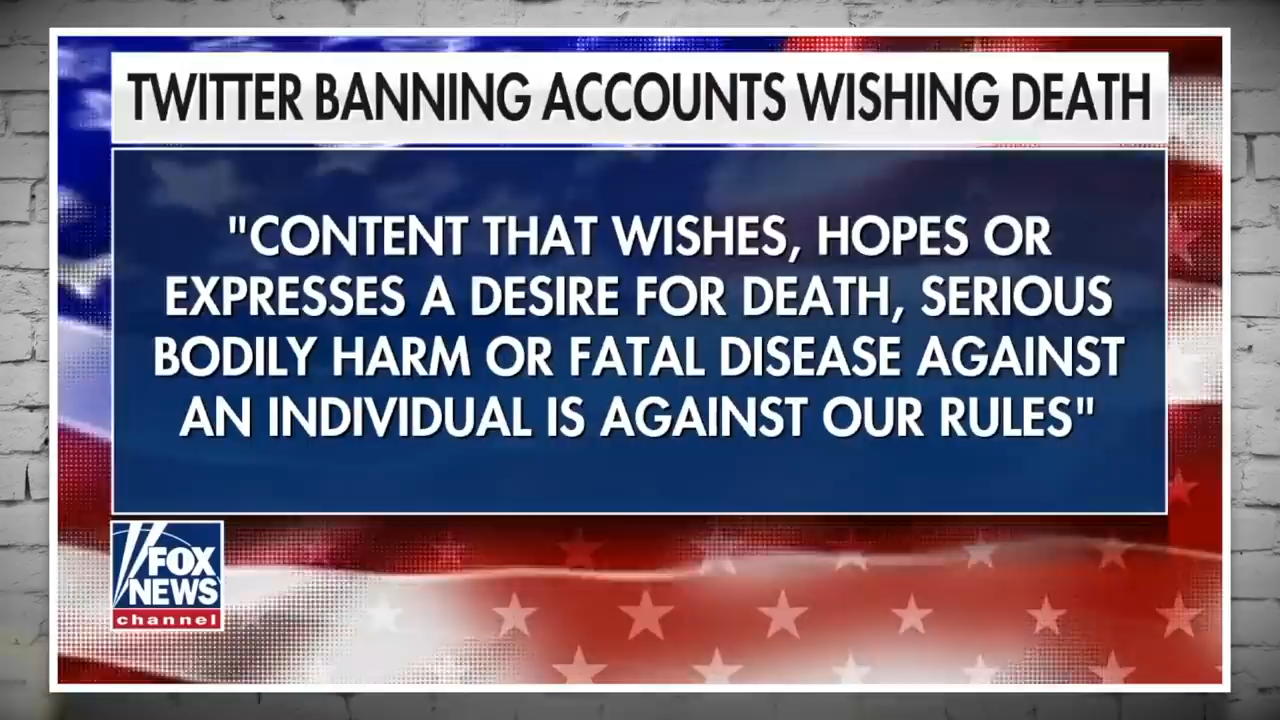 TWITTER BANNING ACCOUNTS WISHING DEATH
"CONTENT THAT WISHES, HOPES OR
EXPRESSES A DESIRE FOR DEATH, SERIOUS
BODILY HARM OR FATAL DISEASE AGAINST
AN INDIVIDUAL IS AGAINST OUR RULES"
FOX
NEWS
channel